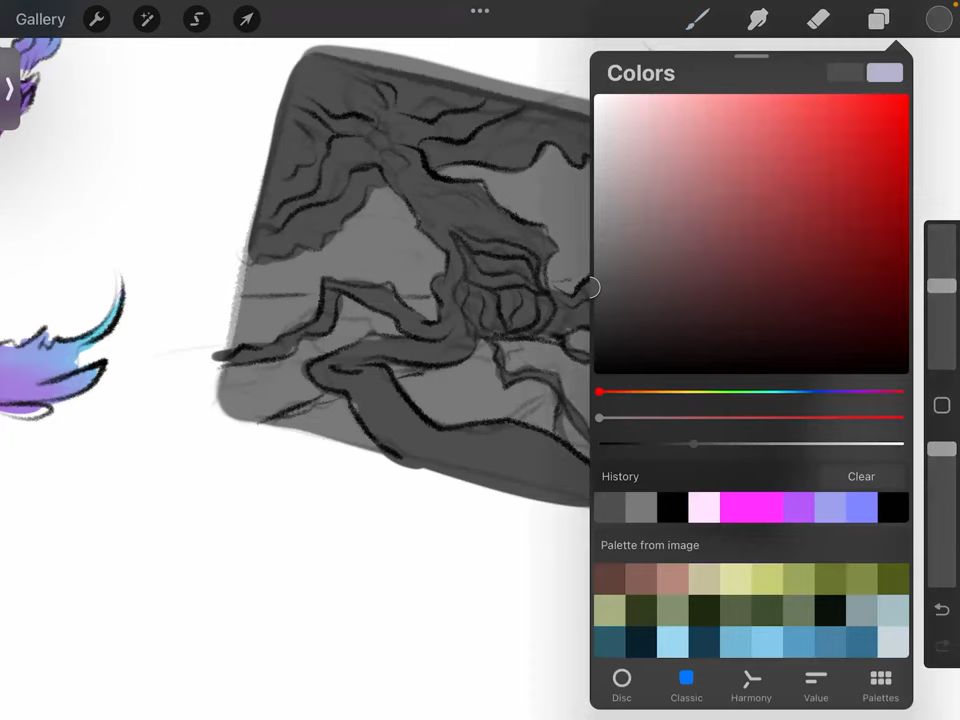 Gallery
Colors
History
Clear
Palette from image
Disc
Classic
Harmony
Value
Palettes